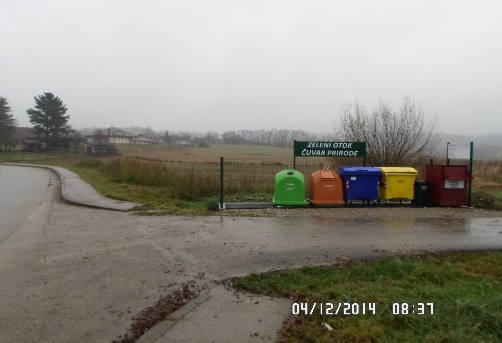 ZELENI OTOK
ČUVAR PRIRODE
04/12/2014 08:37